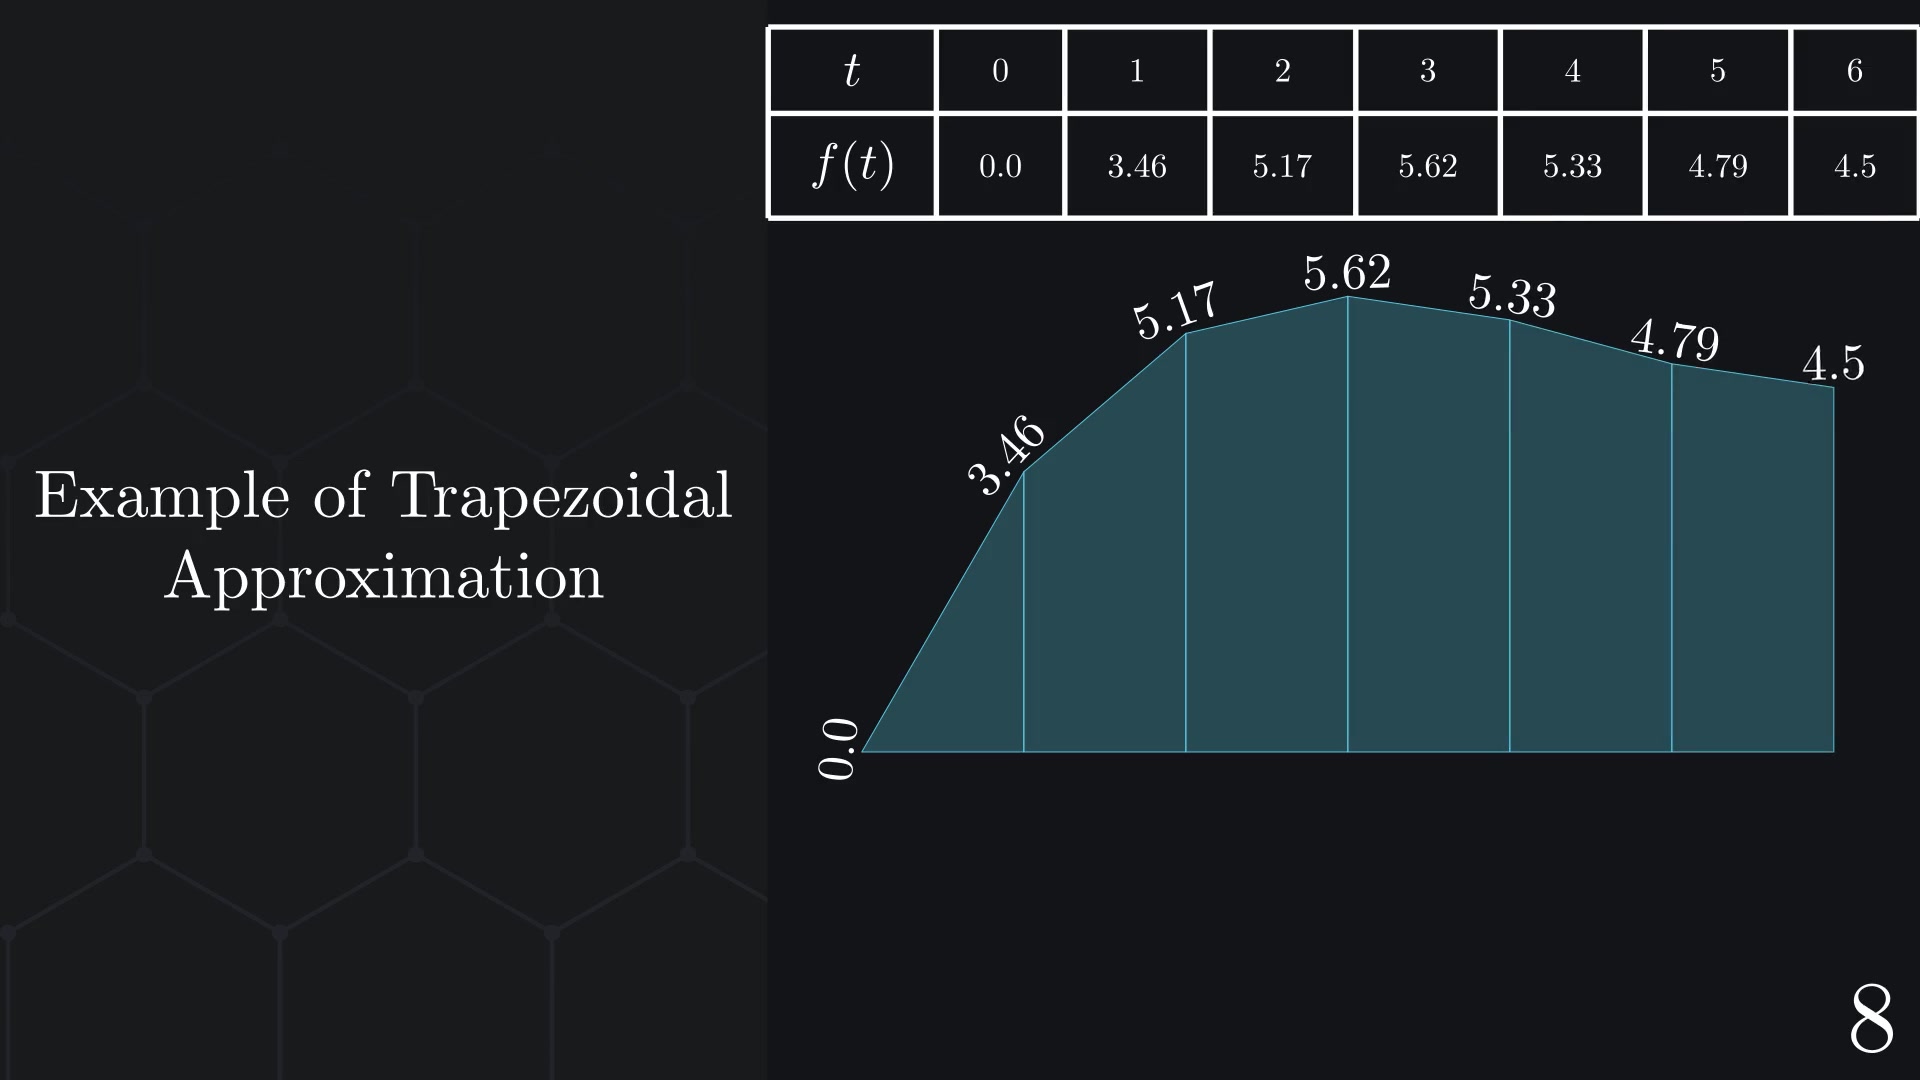 t 0 1 2 3 4 5 6
f(t) 0.0 3.46 5.17 5.62 5.33 4.79 4.5
Example of Trapezoidal
Approximation
0.0
3.46
5.17
5.62
5.33
4.79
4.5
8